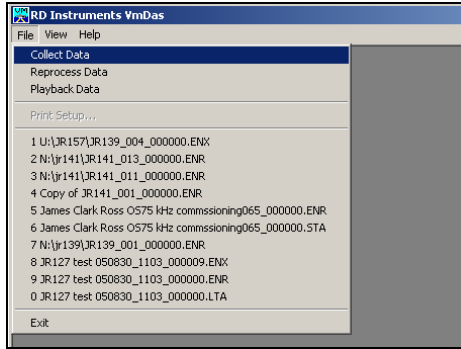 RD Instruments VmDas
File View Help
Collect Data
Reprocess Data
Playback Data
Print Setup...
1 U:\JR157\JR139_004_000000.ENX
2 N:\jr141\JR141_013_000000.ENR
3 N:\jr141\JR141_011_000000.ENR
4 Copy of JR141_001_000000.ENR
5 James Clark Ross OS75 kHz commssioning065_000000.ENR
6 James Clark Ross OS75 kHz commssioning065_000000.STA
7 N:\jr139\JR139_001_000000.ENR
8 JR127 test 050830_1103_000009.ENX
9 JR127 test 050830_1103_000000.ENR
0 JR127 test 050830_1103_000000.LTA
Exit